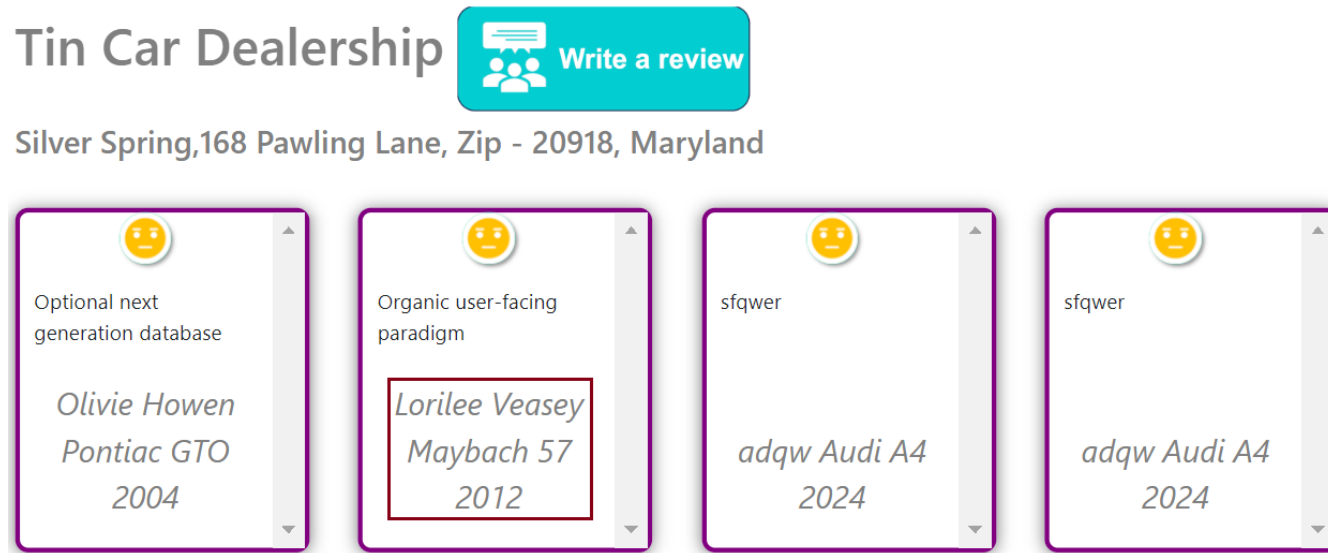 Tin Car Dealership
Write a review
Silver Spring,168 Pawling Lane, Zip - 20918, Maryland
Optional next
generation database
Olivie Howen
Pontiac GTO
2004
Organic user-facing
paradigm
Lorilee Veasey
Maybach 57
2012
sfqwer
adqw Audi A4
2024
sfqwer
adqw Audi A4
2024